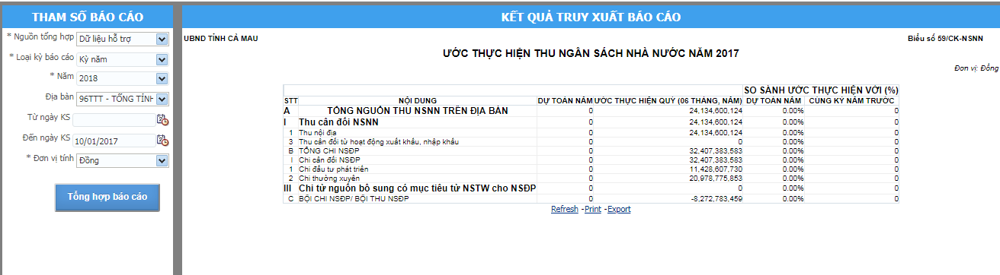 THAM SỐ BÁO CÁO
* Nguồn tổng hợp Dữ liệu hỗ trợ
* Loại kỳ báo cáo Kỳ năm
* Năm 2018
Địa bàn 96TTT - TỔNG TỈNH
Từ ngày KS
Đến ngày KS 10/01/2017
* Đơn vị tính Đồng
Tổng hợp báo cáo
KẾT QUẢ TRUY XUẤT BÁO CÁO
UBND TỈNH CÀ MAU Biểu số 59/CK-NSNN
ƯỚC THỰC HIỆN THU NGÂN SÁCH NHÀ NƯỚC NĂM 2017
Đơn vị: Đồng
SO SÁNH ƯỚC THỰC HIỆN VỚI (%)
STT NỘI DUNG DỰ TOÁN NĂM ƯỚC THỰC HIỆN QUÝ (06 THÁNG, NĂM) DỰ TOÁN NĂM CÙNG KỲ NĂM TRƯỚC
A TỔNG NGUỒN THU NSNN TRÊN ĐỊA BÀN 0 24,134,600,124 0.00% 0
I Thu cân đối NSNN 0 24,134,600,124 0.00% 0
1 Thu nội địa 0 24,134,600,124 0.00% 0
3 Thu cân đối từ hoạt động xuất khẩu, nhập khẩu 0 0 0.00% 0
B TỔNG CHI NSĐP 0 32,407,383,583 0.00% 0
I Chi cân đối NSĐP 0 32,407,383,583 0.00% 0
1 Chi đầu tư phát triển 0 11,428,607,730 0.00% 0
2 Chi thường xuyên 0 20,978,775,853 0.00% 0
III Chi từ nguồn bổ sung có mục tiêu từ NSTW cho NSĐP 0 0 0.00% 0
C BỘI CHI NSĐP/ BỘI THU NSĐP 0 -8,272,783,459 0.00% 0
Refresh -Print -Export